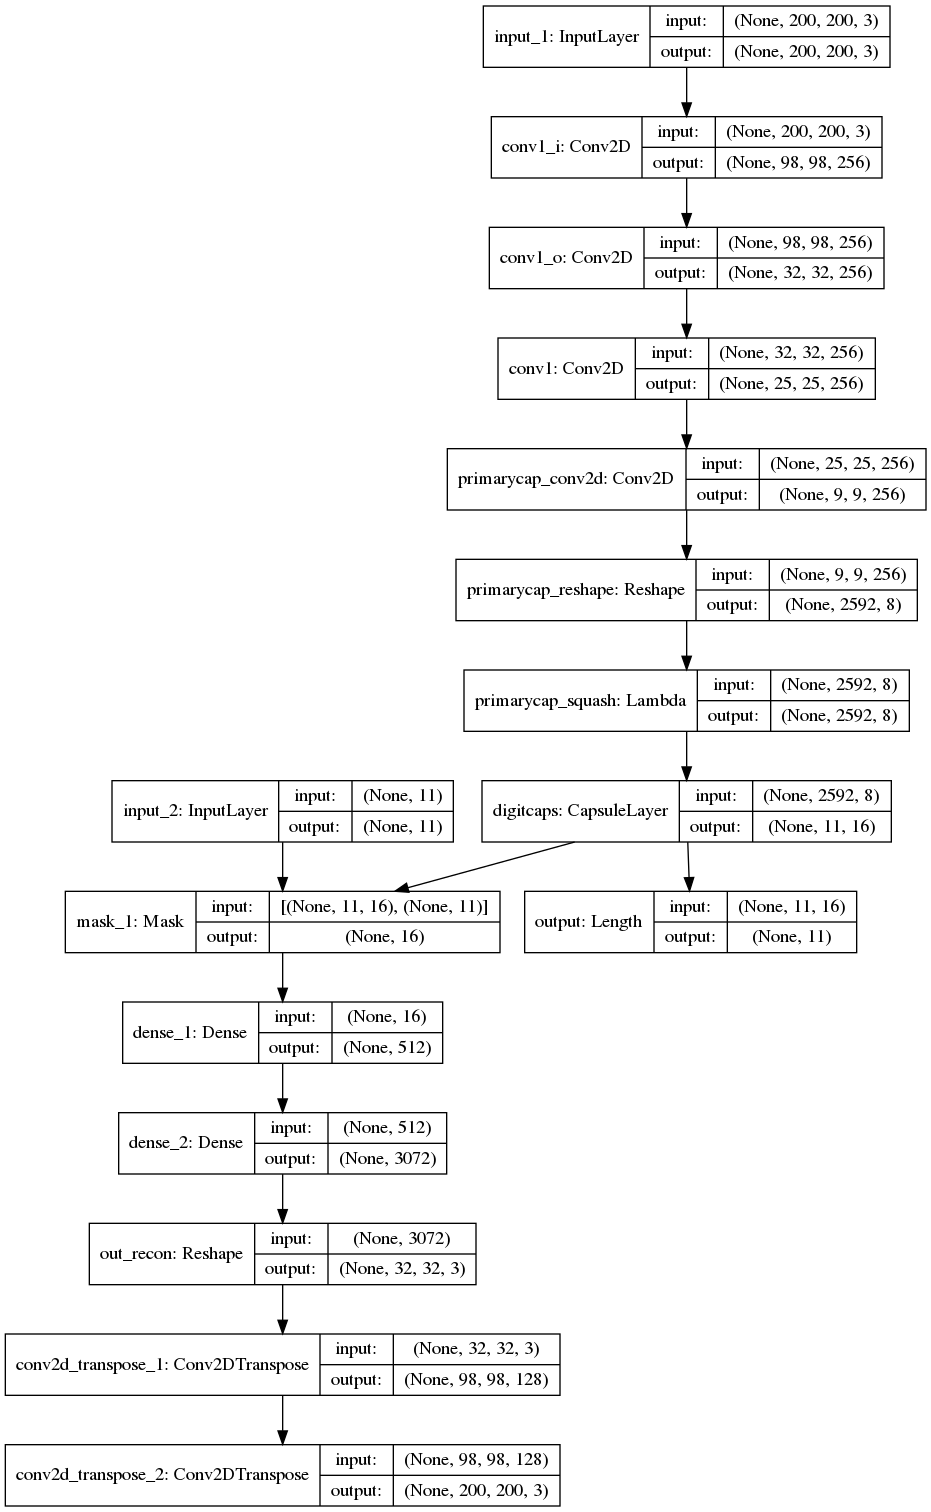 input_1: InputLayer
input: (None, 200, 200, 3)
output: (None, 200, 200, 3)
conv1_i: Conv2D
input: (None, 200, 200, 3)
output: (None, 98, 98, 256)
conv1_o: Conv2D
input: (None, 98, 98, 256)
output: (None, 32, 32, 256)
conv1: Conv2D
input: (None, 32, 32, 256)
output: (None, 25, 25, 256)
primarycap_conv2d: Conv2D
input: (None, 25, 25, 256)
output: (None, 9, 9, 256)
primarycap_reshape: Reshape
input: (None, 9, 9, 256)
output: (None, 2592, 8)
primarycap_squash: Lambda
input: (None, 2592, 8)
output: (None, 2592, 8)
input_2: InputLayer
input: (None, 11)
output: (None, 11)
digitcaps: CapsuleLayer
input: (None, 2592, 8)
output: (None, 11, 16)
mask_1: Mask
input: [(None, 11, 16), (None, 11)]
output: (None, 16)
output: Length
input: (None, 11, 16)
output: (None, 11)
dense_1: Dense
input: (None, 16)
output: (None, 512)
dense_2: Dense
input: (None, 512)
output: (None, 3072)
out_recon: Reshape
input: (None, 3072)
output: (None, 32, 32, 3)
conv2d_transpose_1: Conv2DTranspose
input: (None, 32, 32, 3)
output: (None, 98, 98, 128)
conv2d_transpose_2: Conv2DTranspose
input: (None, 98, 98, 128)
output: (None, 200, 200, 3)